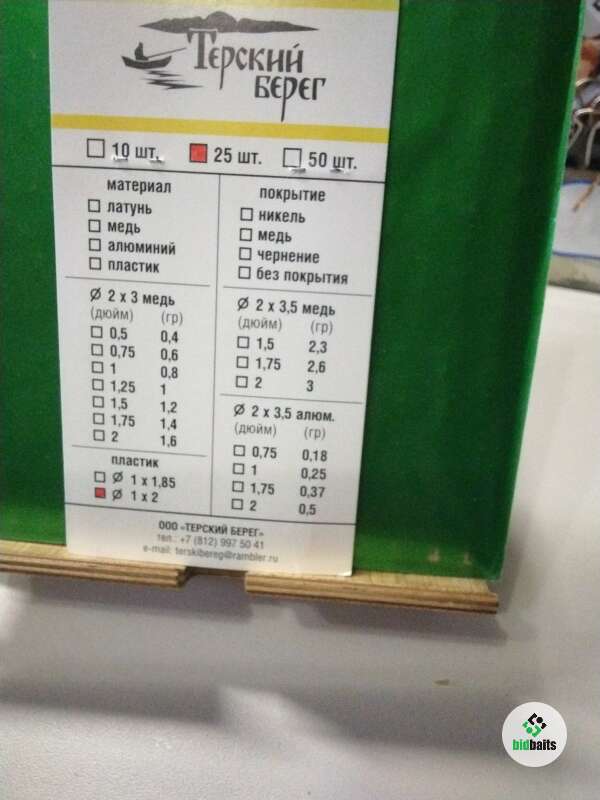 Терский
берег
10 шт. 25 шт. 50 шт.
материал
латунь
медь
алюминий
пластик
покрытие
никель
медь
чернение
без покрытия
Ø 2 x 3 медь
(дюйм) (гр)
0,5 0,4
0,75 0,6
1 0,8
1,25 1
1,5 1,2
1,75 1,4
2 1,6
Ø 2 x 3,5 медь
(дюйм) (гр)
1,5 2,3
1,75 2,6
2 3
Ø 2 x 3,5 алюм.
(дюйм) (гр)
0,75 0,18
1 0,25
1,75 0,37
2 0,5
пластик
Ø 1 x 1,85
Ø 1 x 2
ООО «ТЕРСКИЙ БЕРЕГ»
тел.: +7 (812) 997 50 41
e-mail: terskibereg@rambler.ru
bidbaits